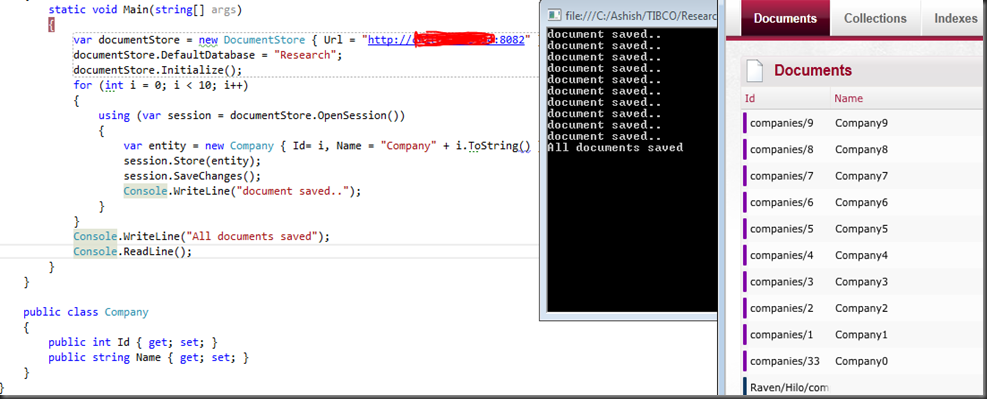 static void Main(string[] args)
{
var documentStore = new DocumentStore { Url = "http://:8082"
documentStore.DefaultDatabase = "Research";
documentStore.Initialize();
for (int i = 0; i < 10; i++)
{
using (var session = documentStore.OpenSession())
{
var entity = new Company { Id= i, Name = "Company" + i.ToString()
session.Store(entity);
session.SaveChanges();
Console.WriteLine("document saved..");
}
}
Console.WriteLine("All documents saved");
Console.ReadLine();
}
}
public class Company
{
public int Id { get; set; }
public string Name { get; set; }
}
}
file:///C:/Ashish/TIBCO/Researc
document saved..
document saved..
document saved..
document saved..
document saved..
document saved..
document saved..
document saved..
document saved..
document saved..
All documents saved
Documents Collections Indexes
Documents
Id Name
companies/9 Company9
companies/8 Company8
companies/7 Company7
companies/6 Company6
companies/5 Company5
companies/4 Company4
companies/3 Company3
companies/2 Company2
companies/1 Company1
companies/33 Company0
Raven/Hilo/com